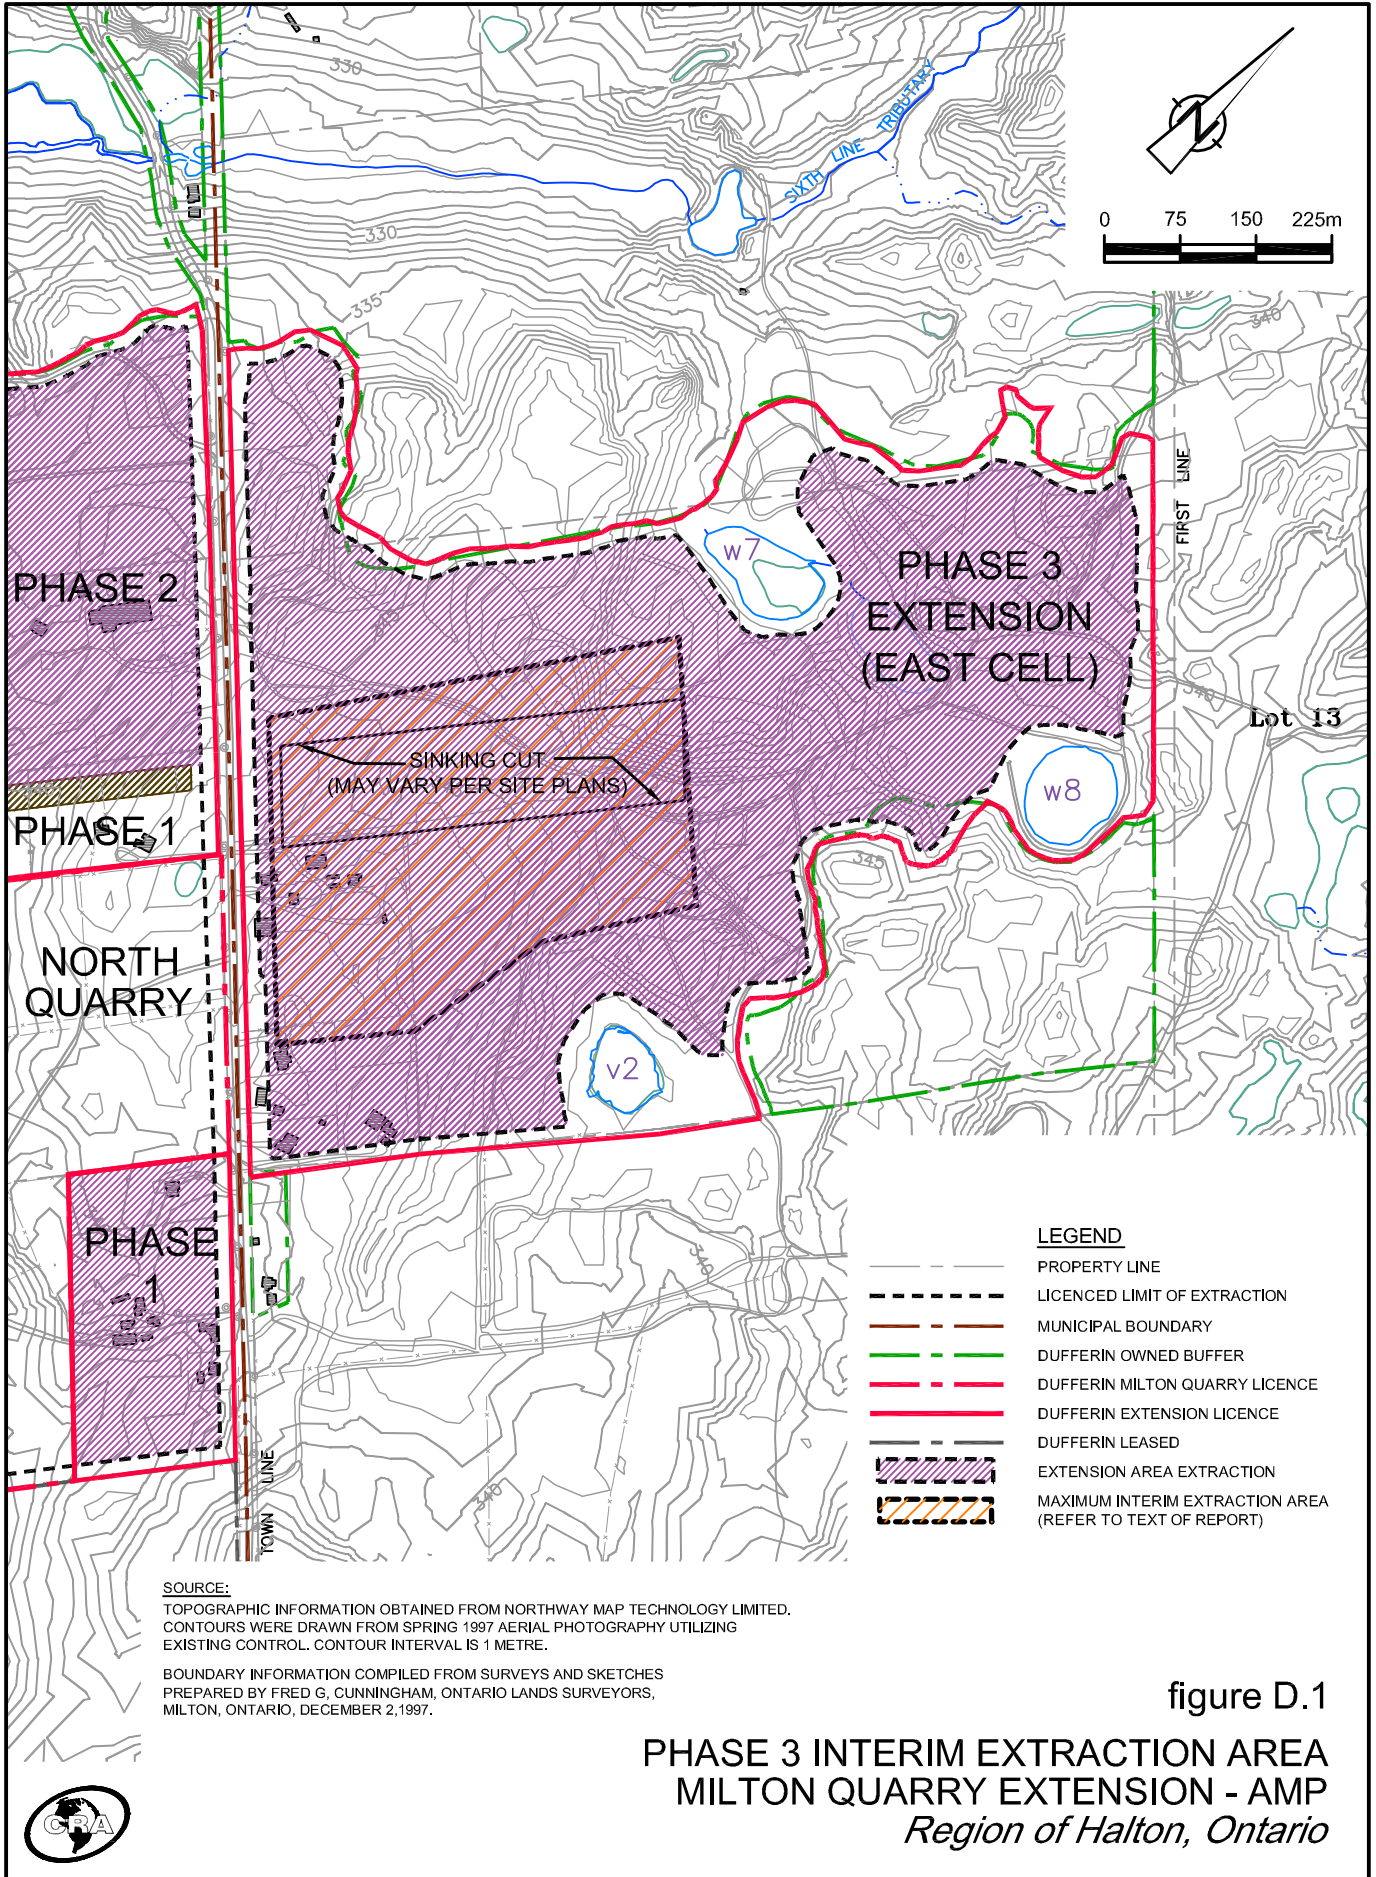 330
SIXTH LINE TRIBUTARY
0 75 150 225m
330
335
340
FIRST LINE
w7
PHASE 3
EXTENSION
(EAST CELL)
PHASE 2
345
340
Lot 13
SINKING CUT
(MAY VARY PER SITE PLANS)
w8
PHASE 1
345
NORTH
QUARRY
v2
PHASE
1
340
340
TOWN LINE
LEGEND
PROPERTY LINE
LICENCED LIMIT OF EXTRACTION
MUNICIPAL BOUNDARY
DUFFERIN OWNED BUFFER
DUFFERIN MILTON QUARRY LICENCE
DUFFERIN EXTENSION LICENCE
DUFFERIN LEASED
EXTENSION AREA EXTRACTION
MAXIMUM INTERIM EXTRACTION AREA
(REFER TO TEXT OF REPORT)
SOURCE:
TOPOGRAPHIC INFORMATION OBTAINED FROM NORTHWAY MAP TECHNOLOGY LIMITED.
CONTOURS WERE DRAWN FROM SPRING 1997 AERIAL PHOTOGRAPHY UTILIZING
EXISTING CONTROL. CONTOUR INTERVAL IS 1 METRE.
BOUNDARY INFORMATION COMPILED FROM SURVEYS AND SKETCHES
PREPARED BY FRED G, CUNNINGHAM, ONTARIO LANDS SURVEYORS,
MILTON, ONTARIO, DECEMBER 2,1997.
figure D.1
PHASE 3 INTERIM EXTRACTION AREA
MILTON QUARRY EXTENSION - AMP
Region of Halton, Ontario
CRA